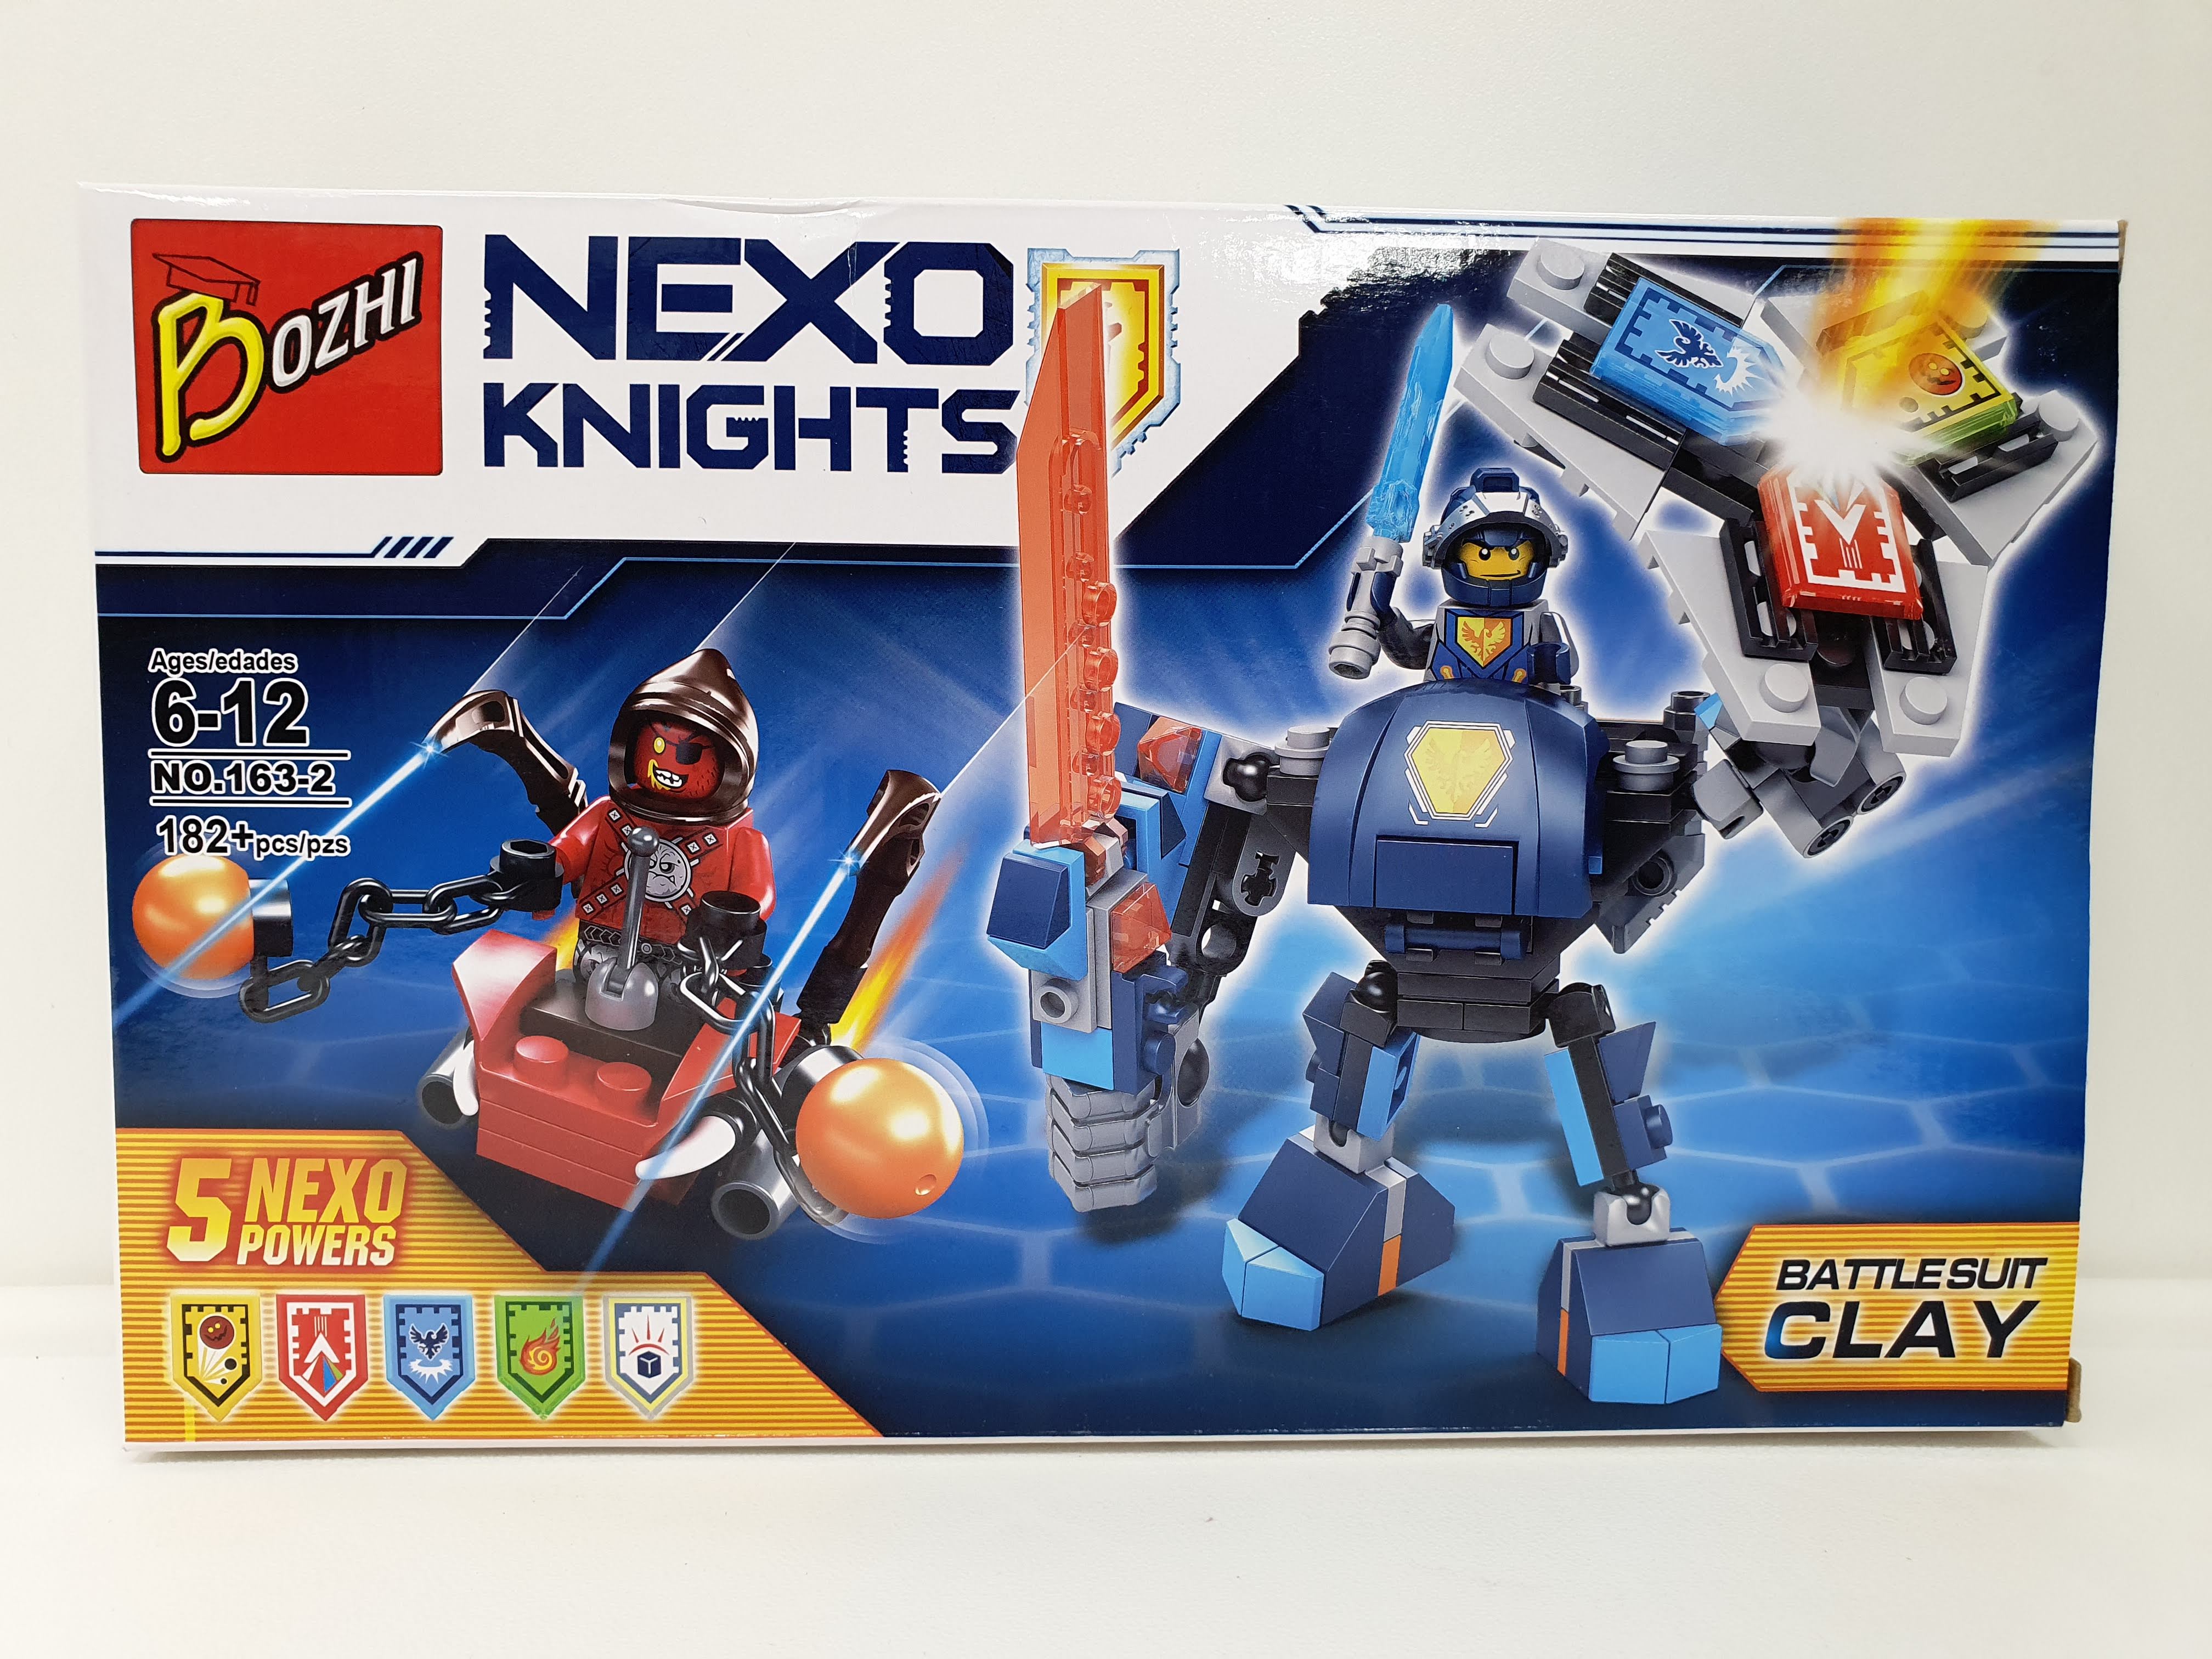 BOZHI
NEXO
KNIGHTS
Ages/edades
6-12
NO.163-2
182+pcs/pzs
5 NEXO
POWERS
BATTLE SUIT
CLAY